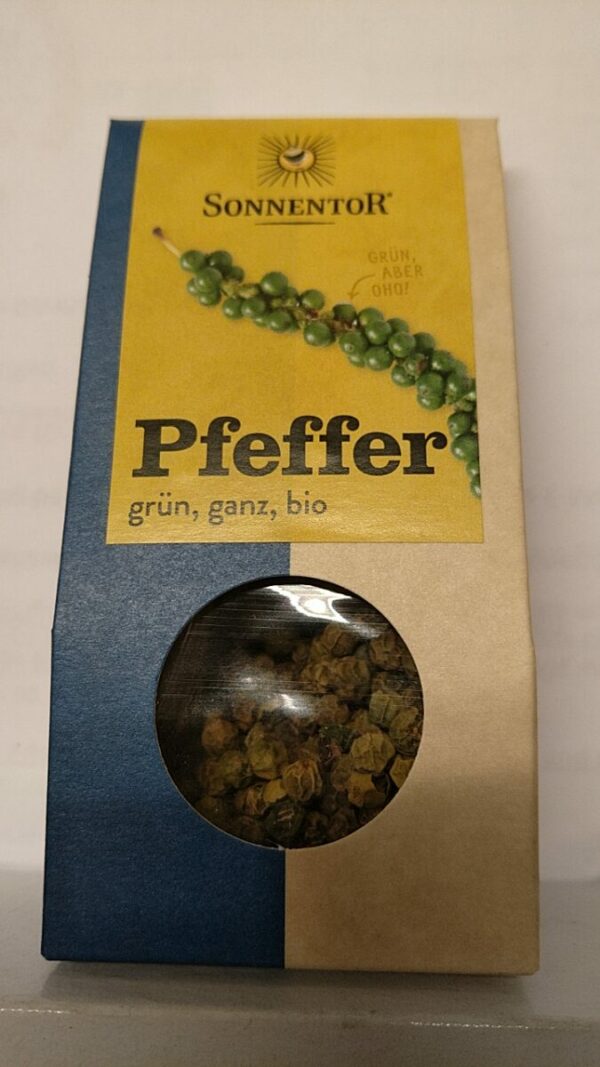 SONNENTOR®
GRÜN,
ABER
OHO!
Pfeffer
grün, ganz, bio